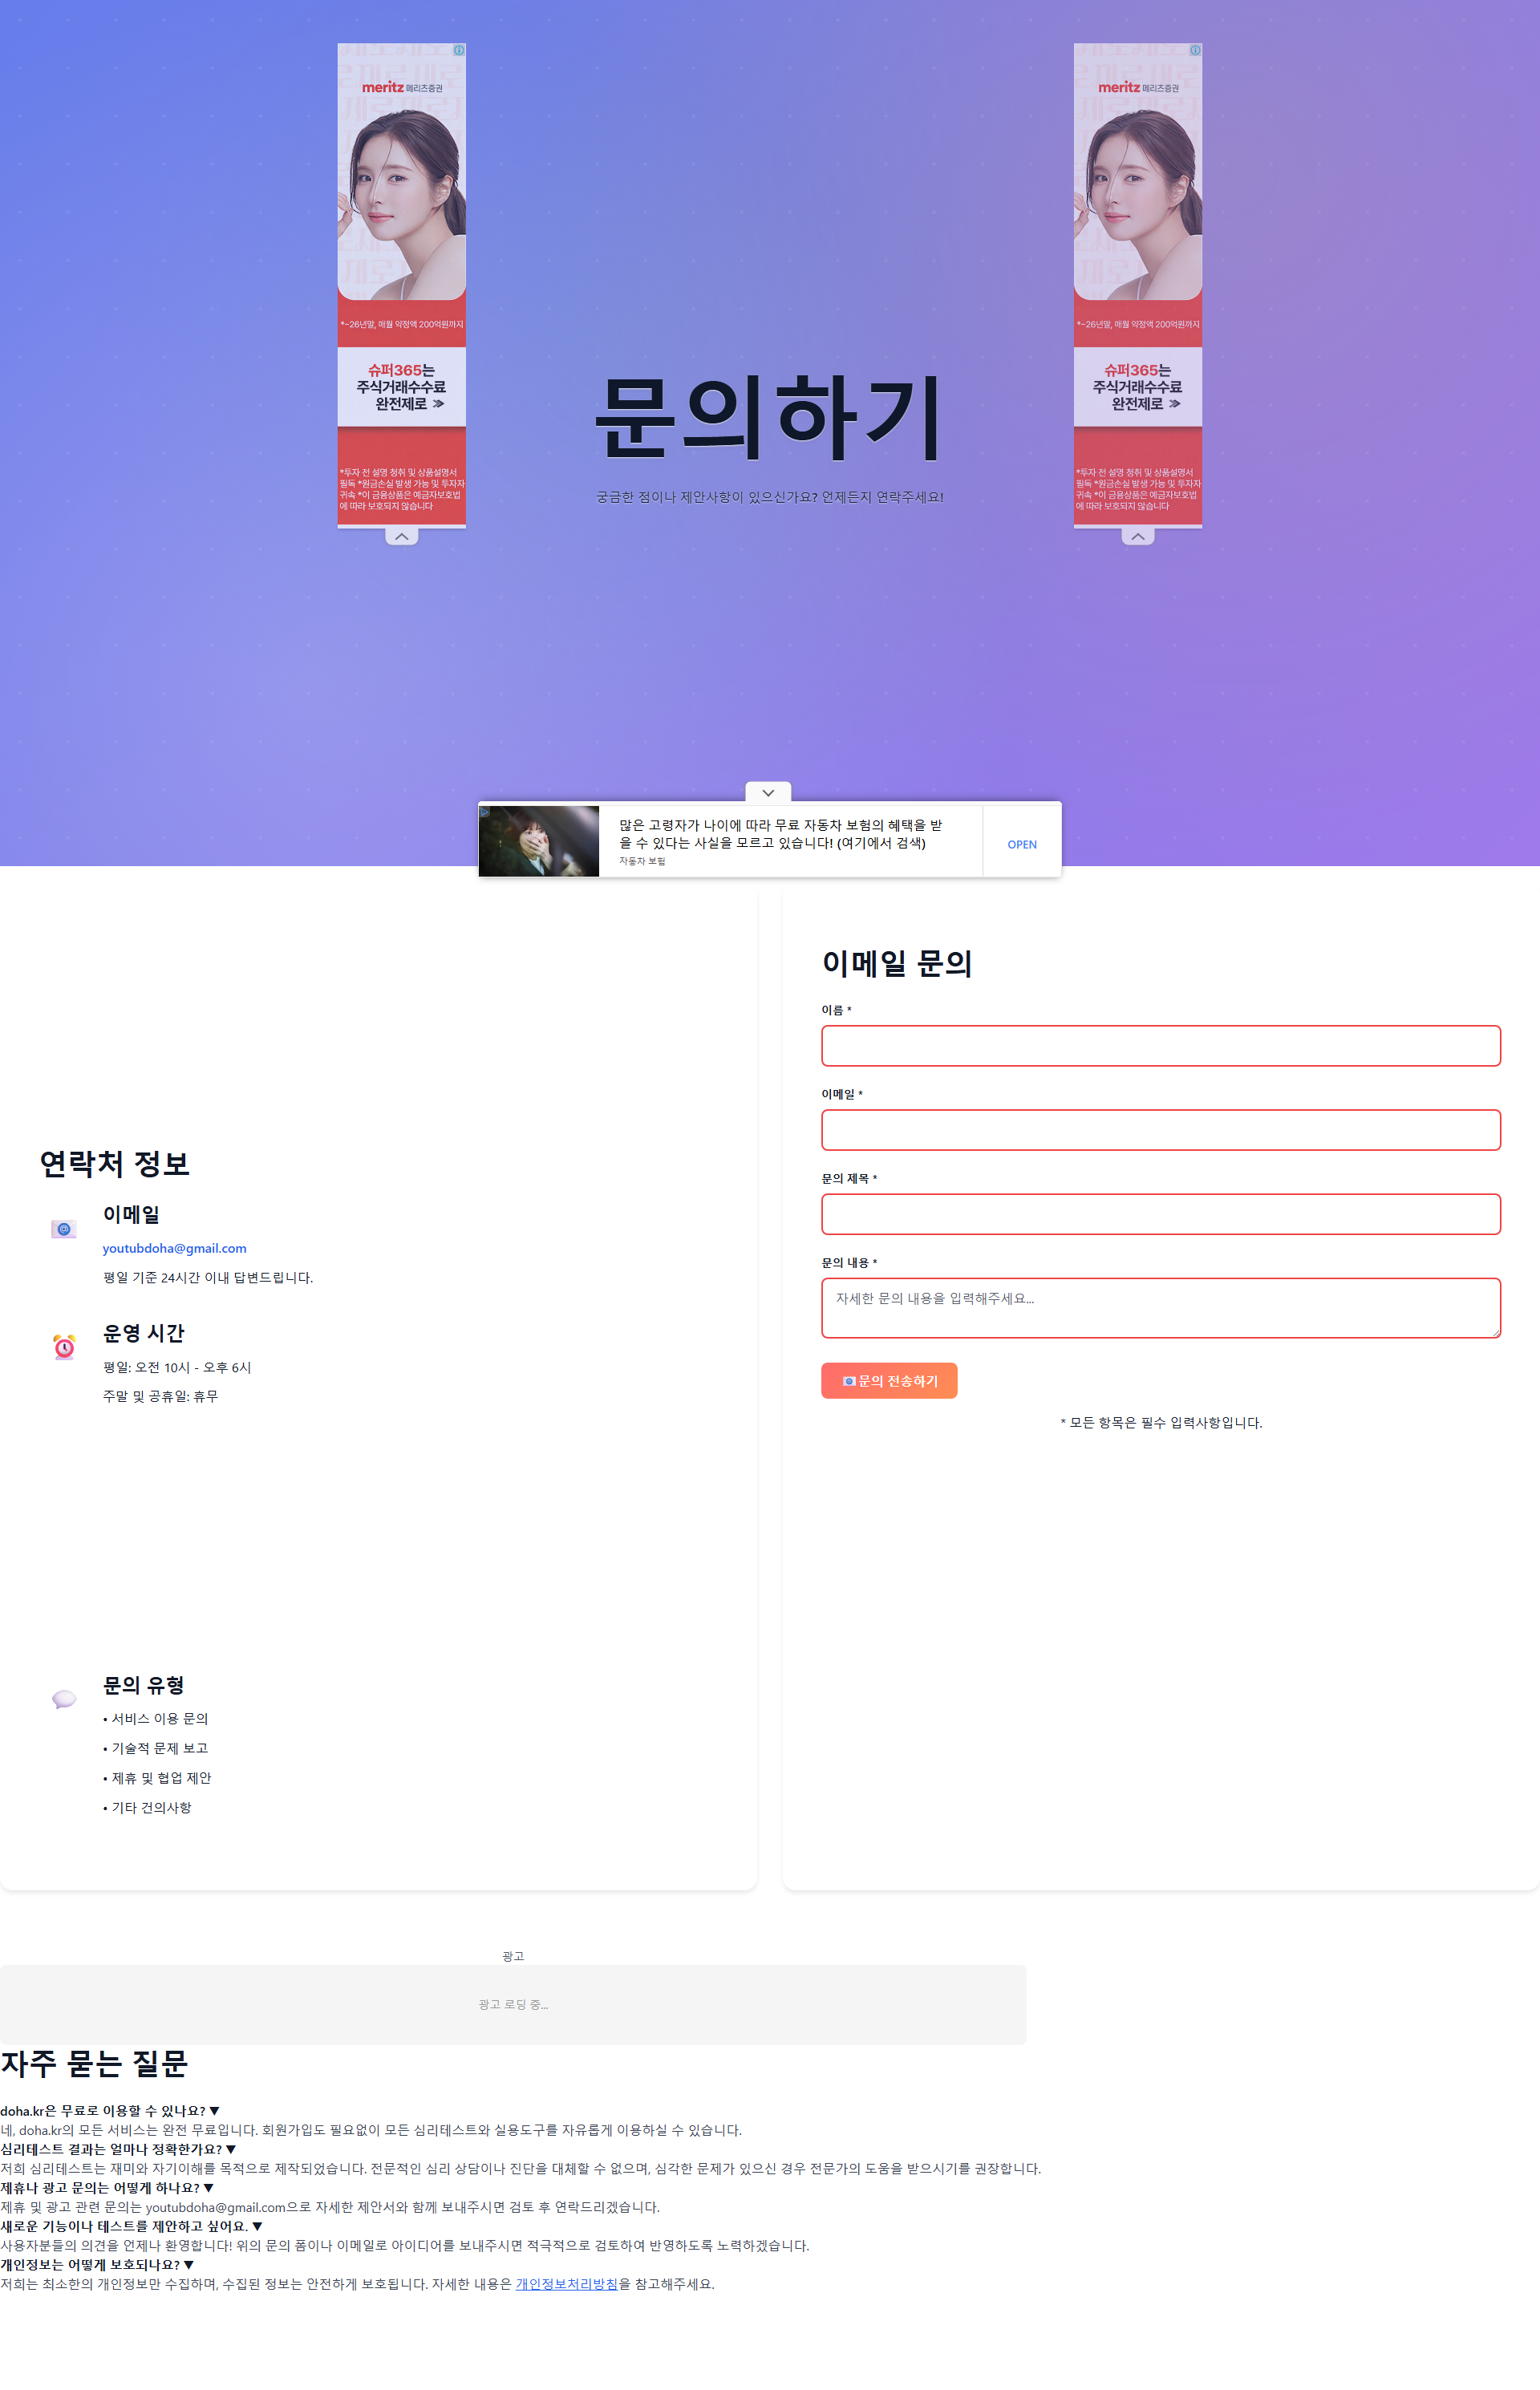 meritz 메리츠증권
*~26년말, 매월 약정액 200억원까지
슈퍼365는
주식거래수수료
완전제로
*투자 전 설명 청취 및 상품설명서
필독 *원금손실 발생 가능 및 투자자
귀속 *이 금융상품은 예금자보호법
에 따라 보호되지 않습니다
meritz 메리츠증권
*~26년말, 매월 약정액 200억원까지
슈퍼365는
주식거래수수료
완전제로
*투자 전 설명 청취 및 상품설명서
필독 *원금손실 발생 가능 및 투자자
귀속 *이 금융상품은 예금자보호법
에 따라 보호되지 않습니다
문의하기
궁금한 점이나 제안사항이 있으신가요? 언제든지 연락주세요!
많은 고령자가 나이에 따라 무료 자동차 보험의 혜택을 받
을 수 있다는 사실을 모르고 있습니다! (여기에서 검색)
자동차 보험
OPEN
연락처 정보
이메일
youtubdoha@gmail.com
평일 기준 24시간 이내 답변드립니다.
운영 시간
평일: 오전 10시 - 오후 6시
주말 및 공휴일: 휴무
문의 유형
• 서비스 이용 문의
• 기술적 문제 보고
• 제휴 및 협업 제안
• 기타 건의사항
이메일 문의
이름 *
이메일 *
문의 제목 *
문의 내용 *
자세한 문의 내용을 입력해주세요...
문의 전송하기
* 모든 항목은 필수 입력사항입니다.
광고
광고 로딩 중...
자주 묻는 질문
doha.kr은 무료로 이용할 수 있나요? ▼
네, doha.kr의 모든 서비스는 완전 무료입니다. 회원가입도 필요없이 모든 심리테스트와 실용도구를 자유롭게 이용하실 수 있습니다.
심리테스트 결과는 얼마나 정확한가요? ▼
저희 심리테스트는 재미와 자기이해를 목적으로 제작되었습니다. 전문적인 심리 상담이나 진단을 대체할 수 없으며, 심각한 문제가 있으신 경우 전문가의 도움을 받으시기를 권장합니다.
제휴나 광고 문의는 어떻게 하나요? ▼
제휴 및 광고 관련 문의는 youtubdoha@gmail.com으로 자세한 제안서와 함께 보내주시면 검토 후 연락드리겠습니다.
새로운 기능이나 테스트를 제안하고 싶어요. ▼
사용자분들의 의견을 언제나 환영합니다! 위의 문의 폼이나 이메일로 아이디어를 보내주시면 적극적으로 검토하여 반영하도록 노력하겠습니다.
개인정보는 어떻게 보호되나요? ▼
저희는 최소한의 개인정보만 수집하며, 수집된 정보는 안전하게 보호됩니다. 자세한 내용은 개인정보처리방침을 참고해주세요.